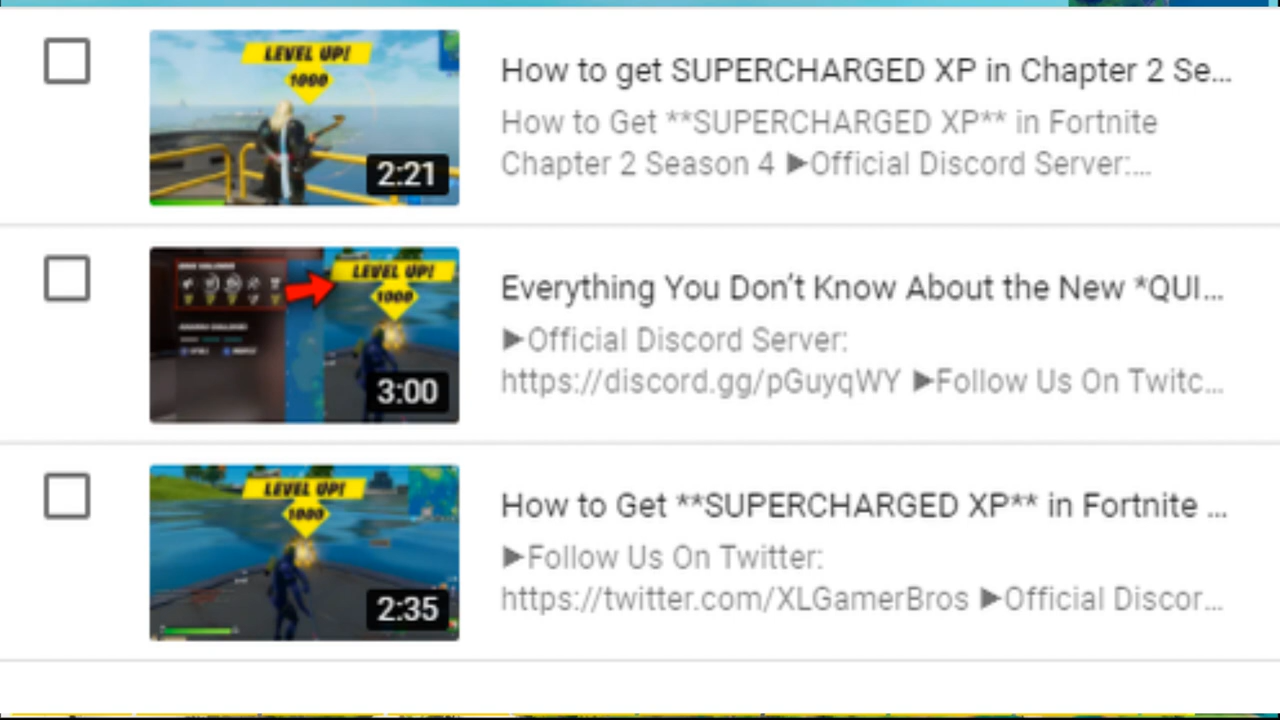 LEVEL UP!
1000
2:21
How to get SUPERCHARGED XP in Chapter 2 Se...
How to Get **SUPERCHARGED XP** in Fortnite
Chapter 2 Season 4 ▶Official Discord Server:...
LEVEL UP!
1000
3:00
Everything You Don't Know About the New *QUI...
▶Official Discord Server:
https://discord.gg/pGuyqWY ▶Follow Us On Twitc...
LEVEL UP!
1000
2:35
How to Get **SUPERCHARGED XP** in Fortnite ...
▶Follow Us On Twitter:
https://twitter.com/XLGamerBros ▶Official Discor...